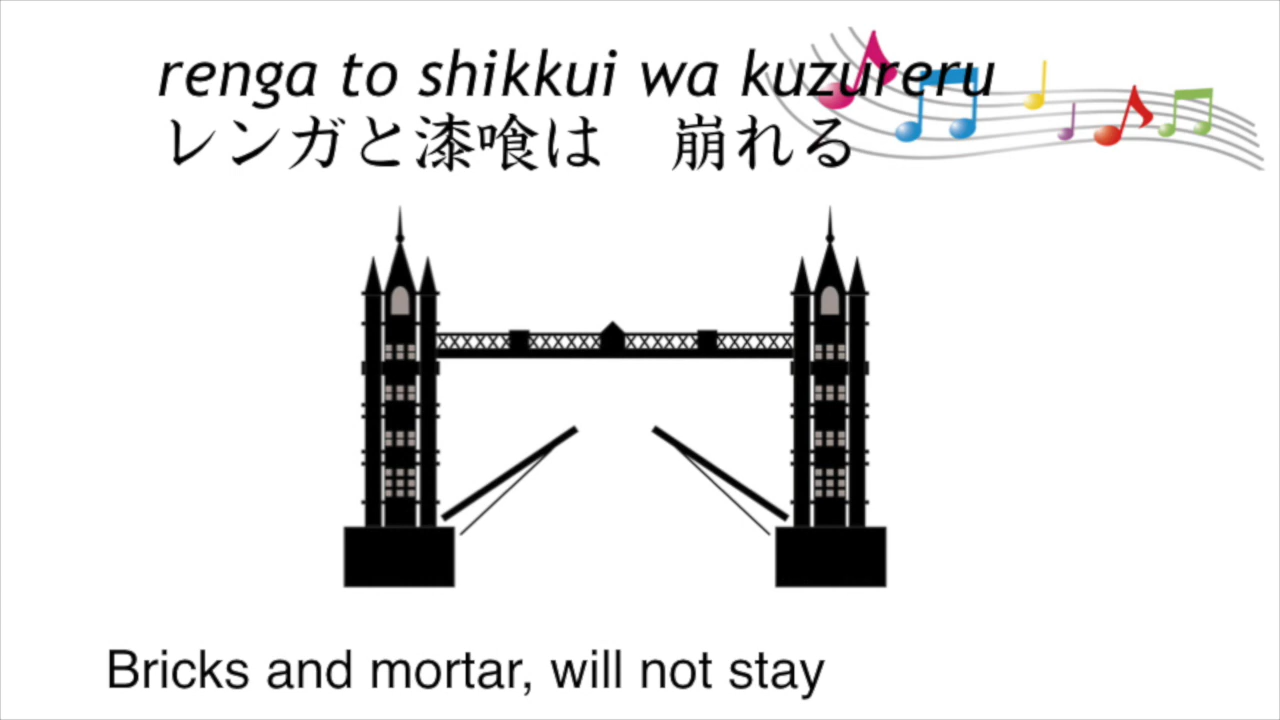 renga to shikkui wa kuzureru
レンガと漆喰は　崩れる
Bricks and mortar, will not stay